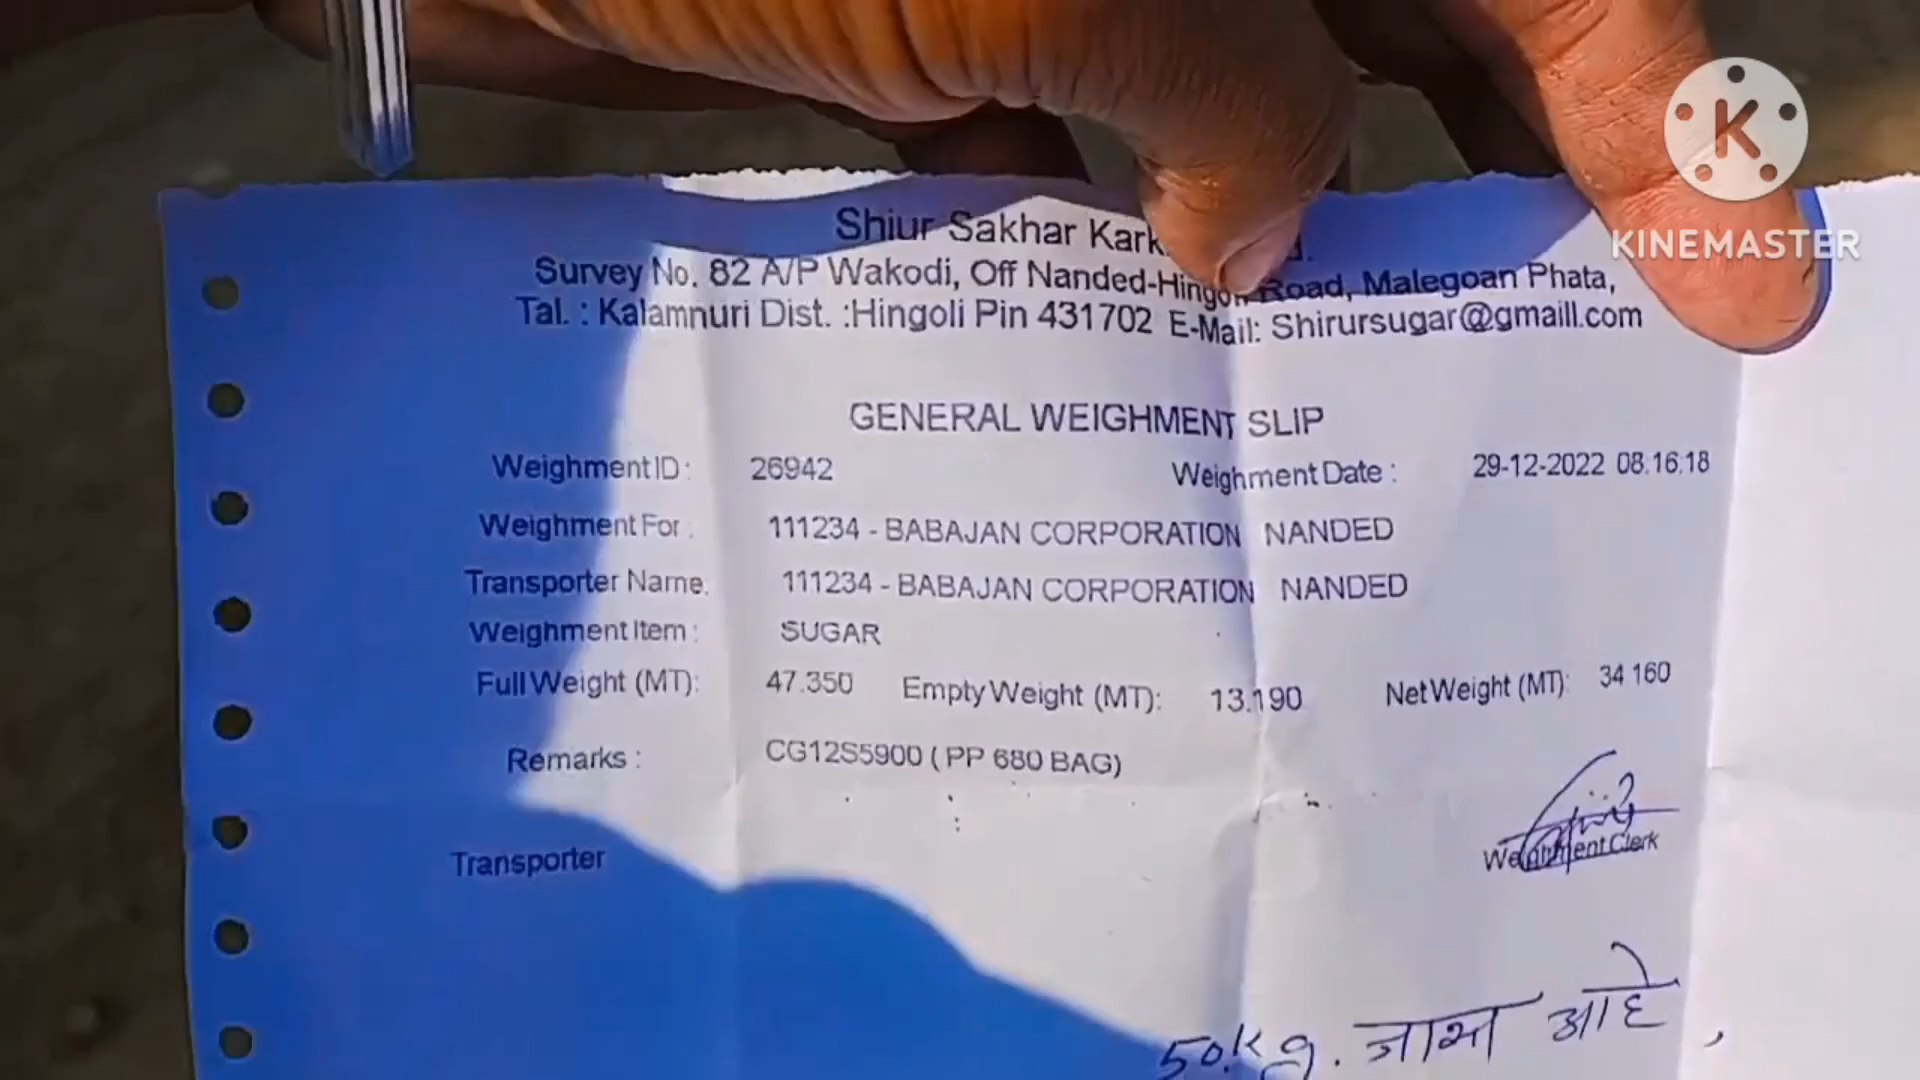 K
KINEMASTER
Shiur Sakhar Kark
Survey No. 82 A/P Wakodi, Off Nanded-Hingoli Road, Malegoan Phata,
Tal. : Kalamnuri Dist. :Hingoli Pin 431702 E-Mail: Shirursugar@gmaill.com
GENERAL WEIGHMENT SLIP
Weighment ID : 26942 Weighment Date : 29-12-2022 08:16:18
Weighment For : 111234 - BABAJAN CORPORATION NANDED
Transporter Name: 111234 - BABAJAN CORPORATION NANDED
Weighment Item : SUGAR
Full Weight (MT): 47.350 Empty Weight (MT): 13.190 Net Weight (MT): 34 160
Remarks : CG12S5900 ( PP 680 BAG)
Transporter Weighment Clerk
50.kg. जाभा आहे